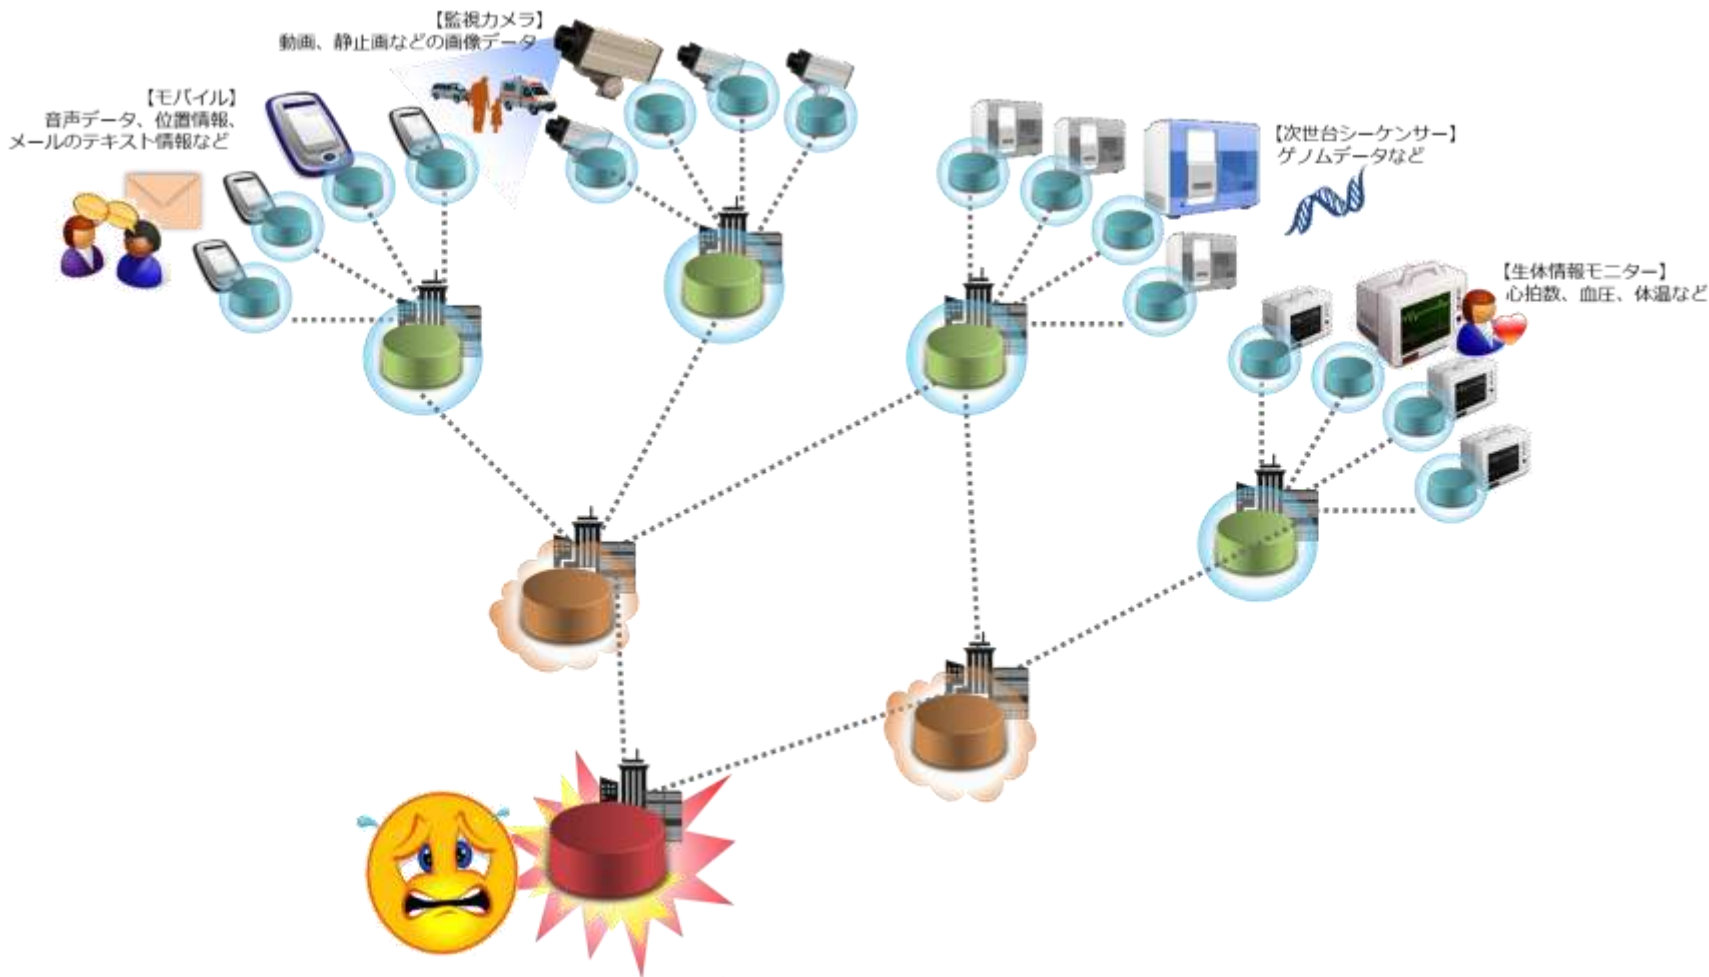 【監視カメラ】
動画、静止画などの画像データ
【モバイル】
音声データ、位置情報、
メールのテキスト情報など
【次世台シーケンサー】
ゲノムデータなど
【生体情報モニター】
心拍数、血圧、体温など